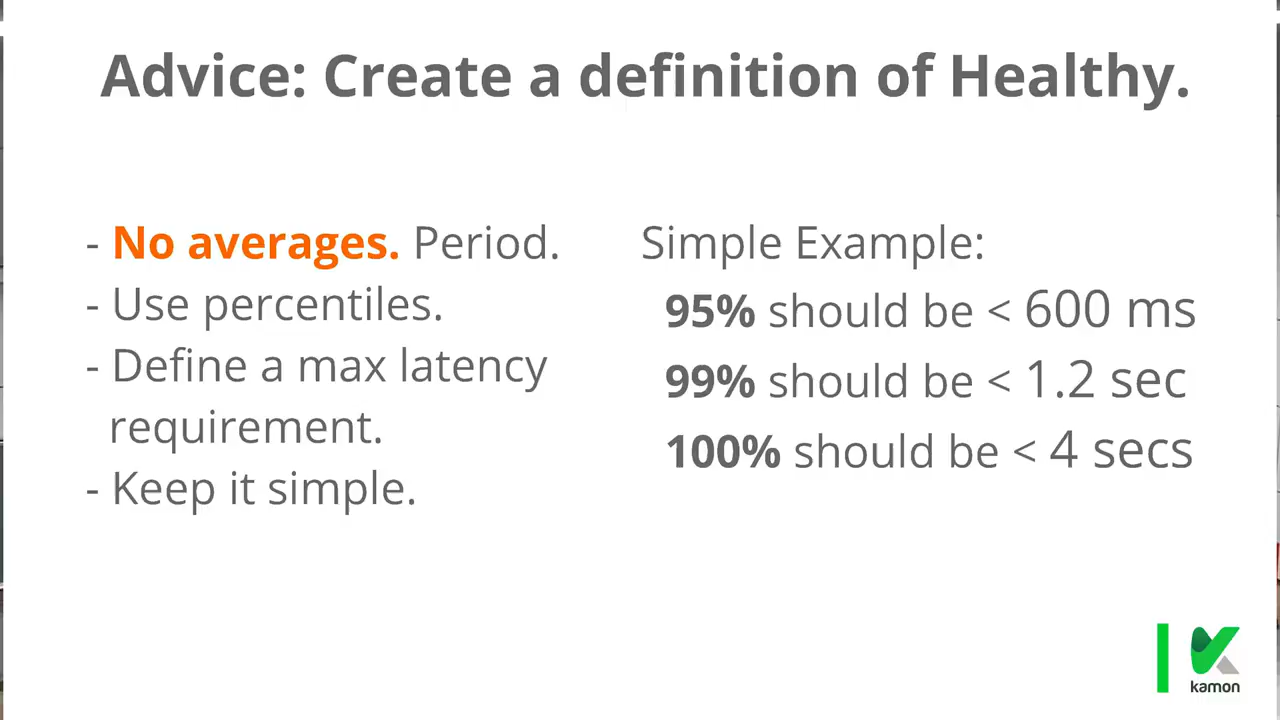 Advice: Create a definition of Healthy.
- No averages. Period.
- Use percentiles.
- Define a max latency
requirement.
- Keep it simple.
Simple Example:
95% should be < 600 ms
99% should be < 1.2 sec
100% should be < 4 secs
kamon